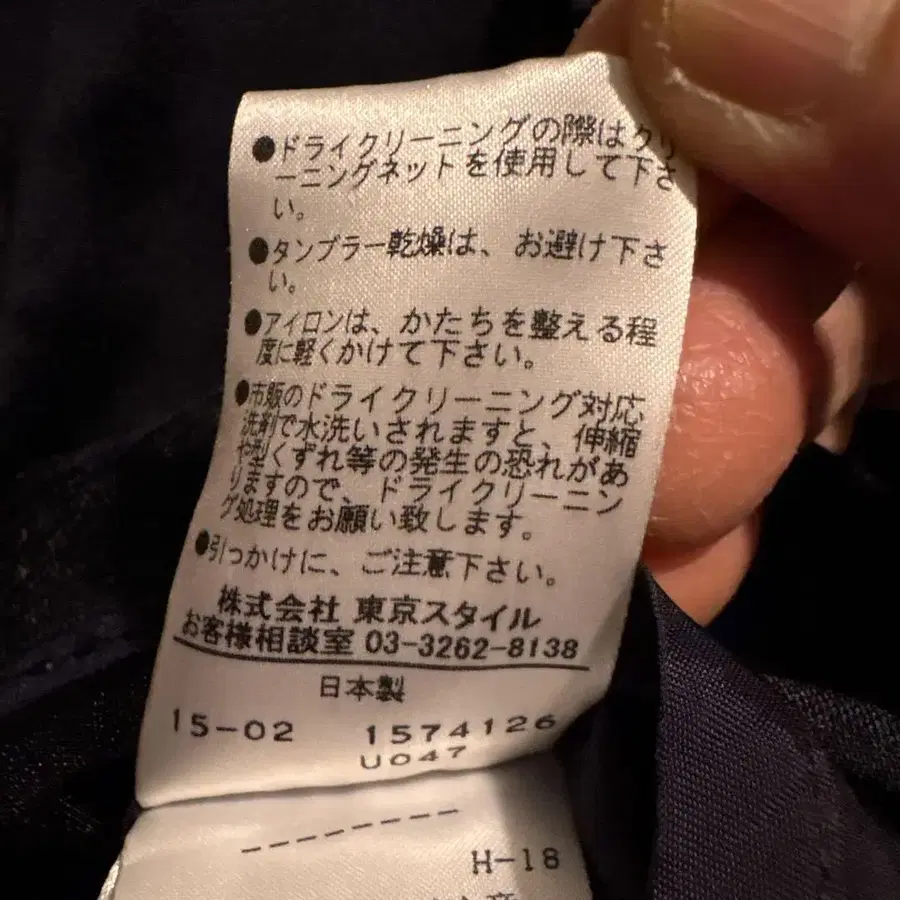 ●ドライクリーニングの際はクリ
ーニングネットを使用して下さ
い。
●タンブラー乾燥は、お避け下さ
い。
●アイロンは、かたちを整える程
度に軽くかけて下さい。
●市販のドライクリーニング対応
洗剤で水洗いされますと、伸縮
や型くずれ等の発生の恐れがあ
りますので、ドライクリーニン
グ処理をお願い致します。
●引っかけに、ご注意下さい。
株式会社 東京スタイル
お客様相談室 03-3262-8138
日本製
15-02 1574126
U047
H-18